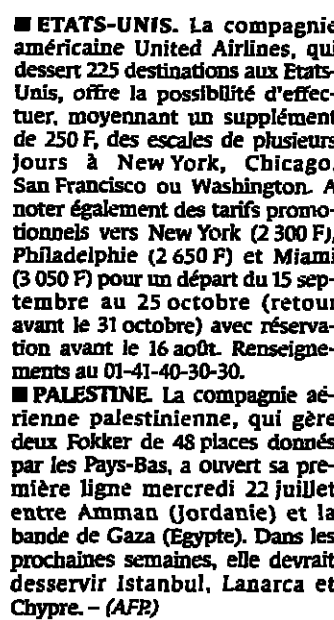 ■ ETATS-UNIS. La compagnie
américaine United Airlines, qui
dessert 225 destinations aux Etats-
Unis, offre la possibilité d'effec-
tuer, moyennant un supplément
de 250 F, des escales de plusieurs
jours à New York, Chicago,
San Francisco ou Washington. A
noter également des tarifs promo-
tionnels vers New York (2 300 F),
Philadelphie (2 650 F) et Miami
(3 050 F) pour un départ du 15 sep-
tembre au 25 octobre (retour
avant le 31 octobre) avec réserva-
tion avant le 16 août. Renseigne-
ments au 01-41-40-30-30.
■ PALESTINE. La compagnie aé-
rienne palestinienne, qui gère
deux Fokker de 48 places donnés
par les Pays-Bas, a ouvert sa pre-
mière ligne mercredi 22 juillet
entre Amman (Jordanie) et la
bande de Gaza (Egypte). Dans les
prochaines semaines, elle devrait
desservir Istanbul, Lanarca et
Chypre. – (AFP.)